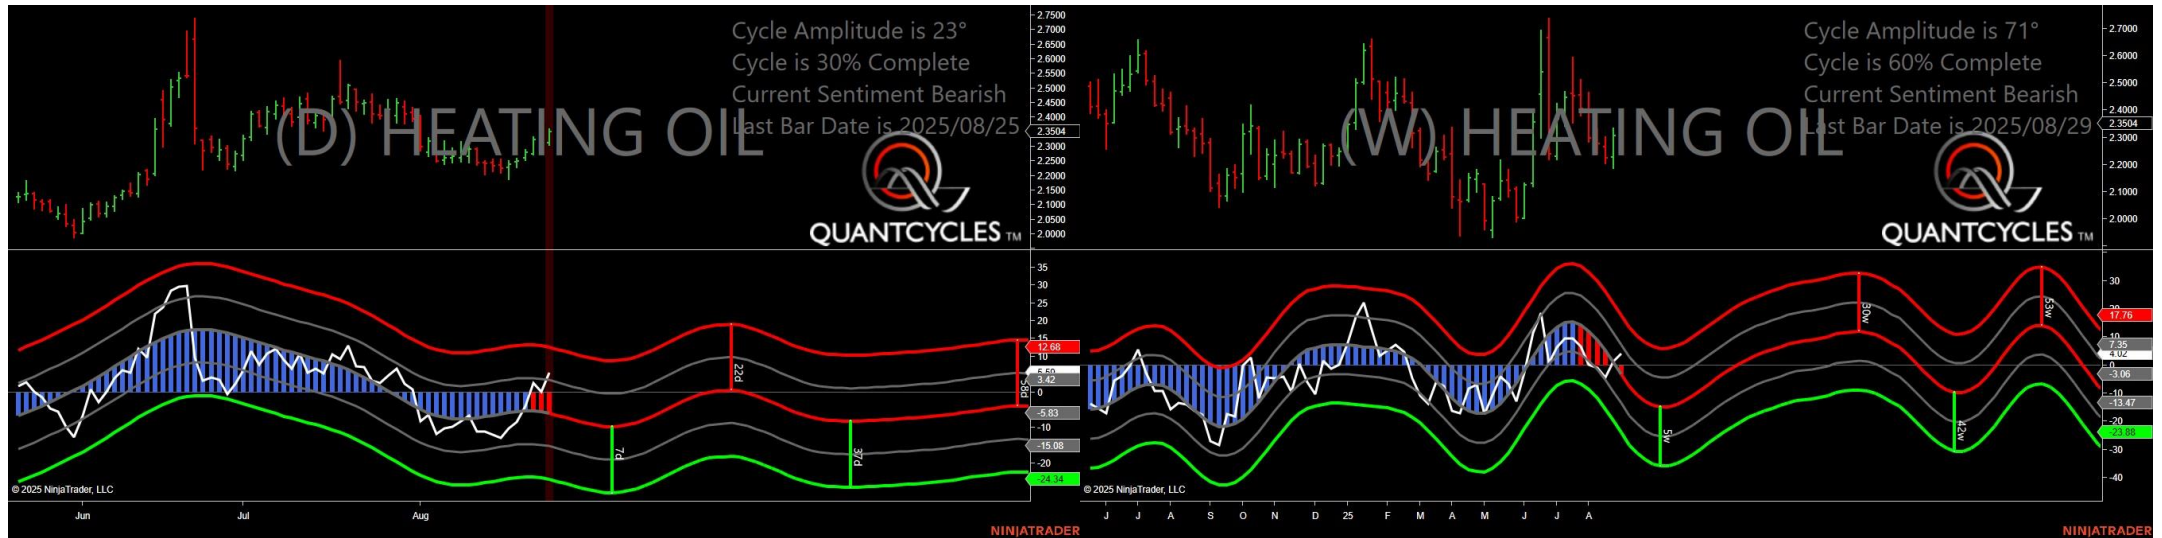 Cycle Amplitude is 23°
Cycle is 30% Complete
Current Sentiment Bearish
Last Bar Date is 2025/08/25
(D) HEATING OIL
QUANTCYCLES TM
2.7500
2.6500
2.6000
2.5500
2.5000
2.4500
2.4000
2.3504
2.3000
2.2500
2.2000
2.1500
2.1000
2.0500
2.0000
35
30
25
20
15
12.68
10
3.42
0
-5.83
-10
-15.08
-20
-24.34
7d
22d
37d
58d
© 2025 NinjaTrader, LLC
Jun
Jul
Aug
NINJATRADER
Cycle Amplitude is 71°
Cycle is 60% Complete
Current Sentiment Bearish
Last Bar Date is 2025/08/29
(W) HEATING OIL
QUANTCYCLES TM
2.7000
2.6000
2.5000
2.4000
2.3504
2.3000
2.2000
2.1000
2.0000
30
20
17.76
10
7.35
4.02
0
-3.06
-10
-13.47
-20
-23.88
-30
-40
5w
30w
42w
53w
© 2025 NinjaTrader, LLC
J J A S O N D 25 F M A M J J A
NINJATRADER